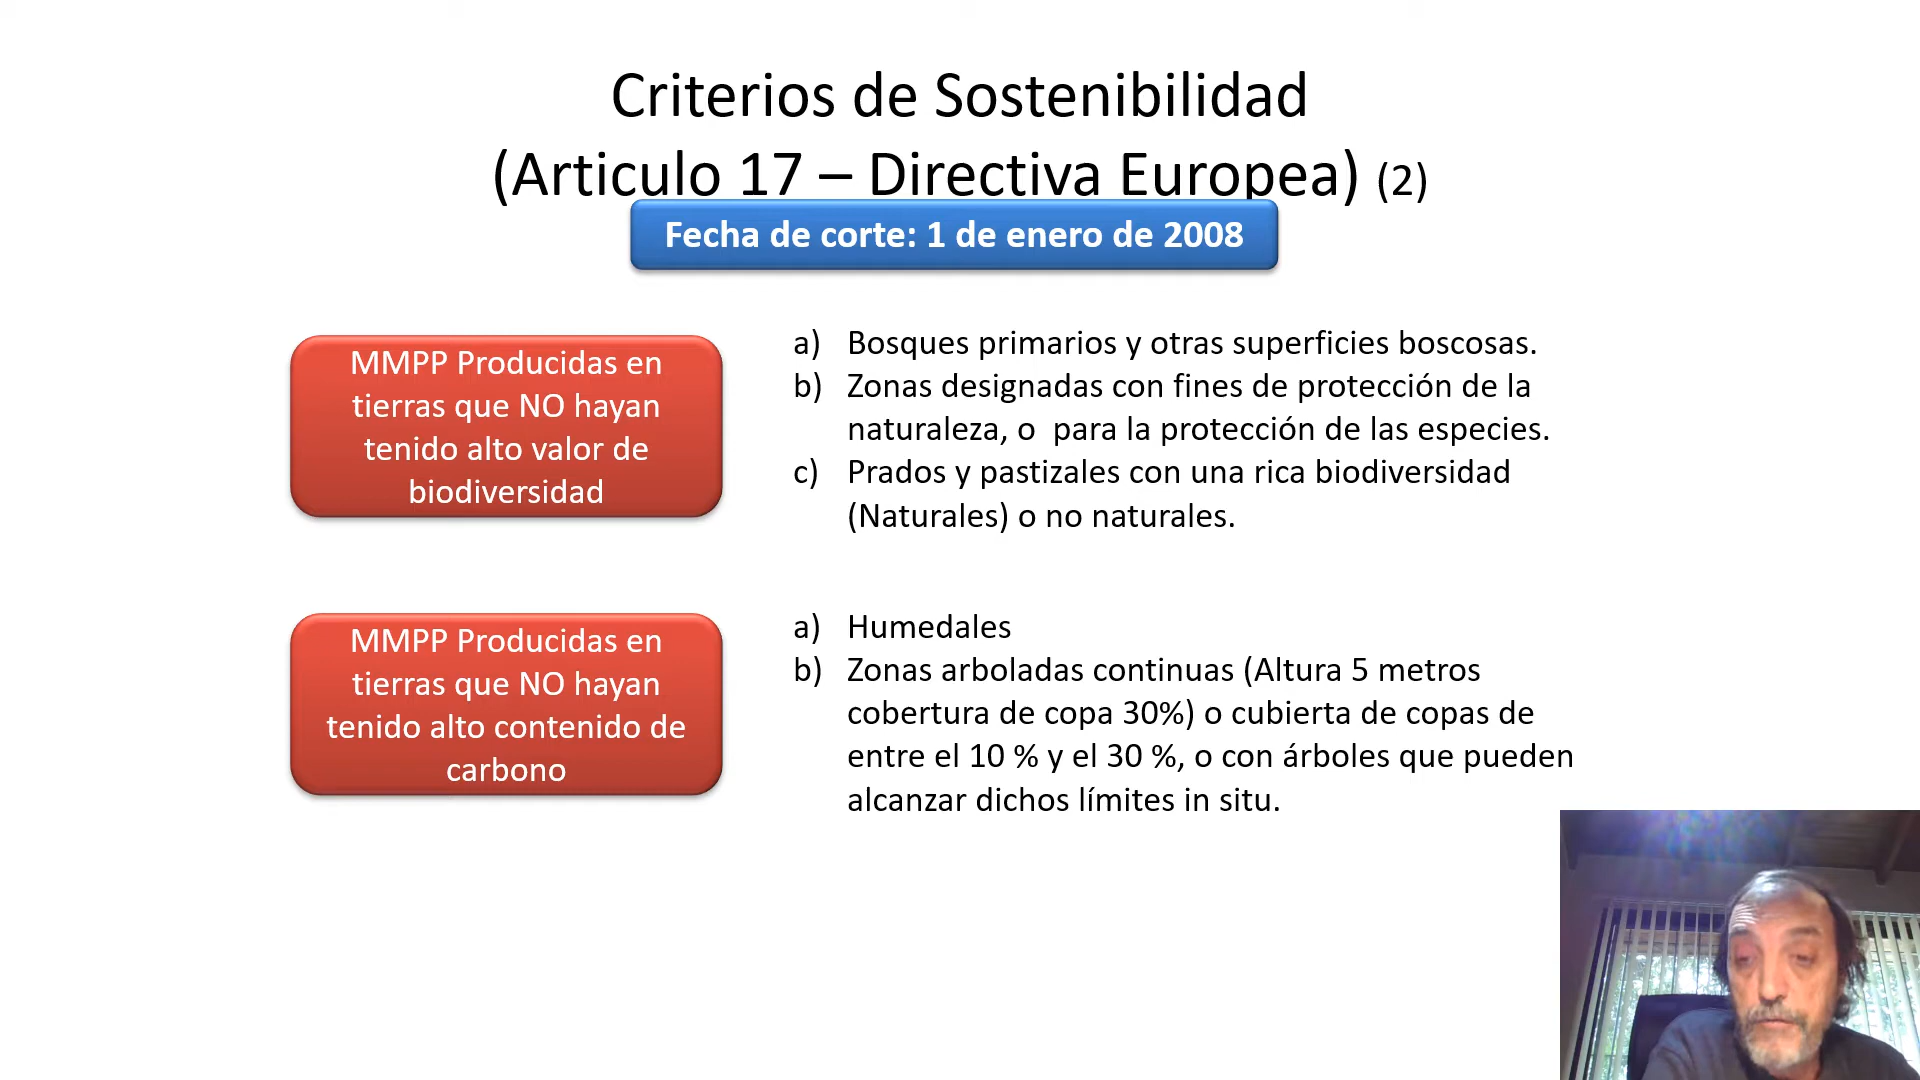 Criterios de Sostenibilidad
(Articulo 17 – Directiva Europea) (2)
Fecha de corte: 1 de enero de 2008
MMPP Producidas en
tierras que NO hayan
tenido alto valor de
biodiversidad
a) Bosques primarios y otras superficies boscosas.
b) Zonas designadas con fines de protección de la
naturaleza, o para la protección de las especies.
c) Prados y pastizales con una rica biodiversidad
(Naturales) o no naturales.
MMPP Producidas en
tierras que NO hayan
tenido alto contenido de
carbono
a) Humedales
b) Zonas arboladas continuas (Altura 5 metros
cobertura de copa 30%) o cubierta de copas de
entre el 10 % y el 30 %, o con árboles que pueden
alcanzar dichos límites in situ.